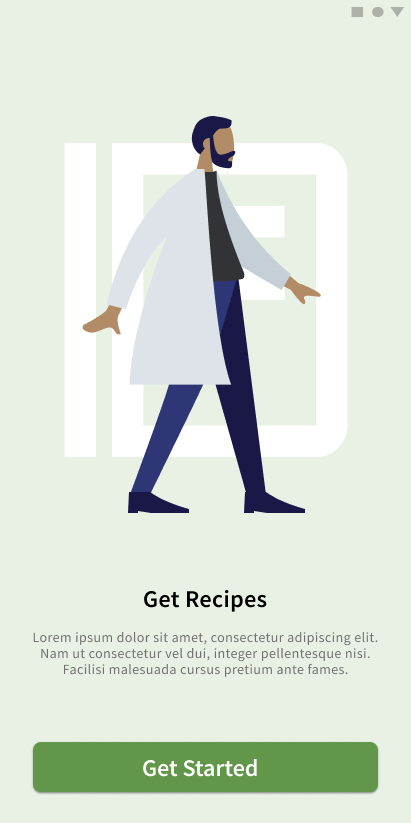 Get Recipes
Lorem ipsum dolor sit amet, consectetur adipiscing elit.
Nam ut consectetur vel dui, integer pellentesque nisi.
Facilisi malesuada cursus pretium ante fames.
Get Started